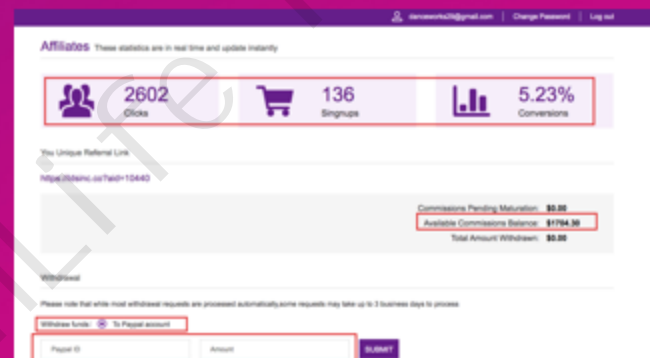 danceworks28@gmail.com | Change Password | Log out
Affiliates These statistics are in real time and update instantly
2602 136 5.23%
Clicks Singnups Conversions
You Unique Referral Link
Commissions Pending Maturation: $0.00
Available Commissions Balance: $1704.30
Total Amount Withdrawn: $0.00
Withdrawal
Please note that while most withdrawal requests are processed automatically,some requests may take up to 3 business days to process
Withdraw funds: To Paypal account
Paypal ID Amount SUBMIT
Life